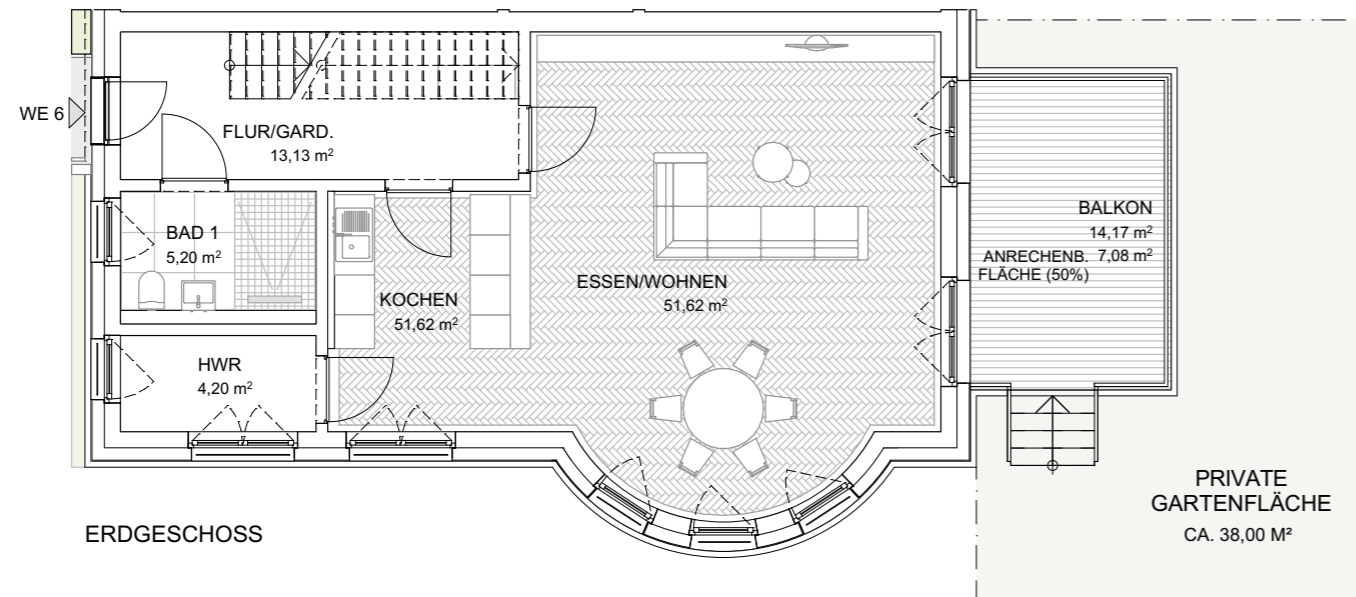 WE 6
FLUR/GARD.
13,13 m²
BAD 1
5,20 m²
KOCHEN
51,62 m²
ESSEN/WOHNEN
51,62 m²
HWR
4,20 m²
BALKON
14,17 m²
ANRECHENB. 7,08 m²
FLÄCHE (50%)
PRIVATE
GARTENFLÄCHE
CA. 38,00 M²
ERDGESCHOSS